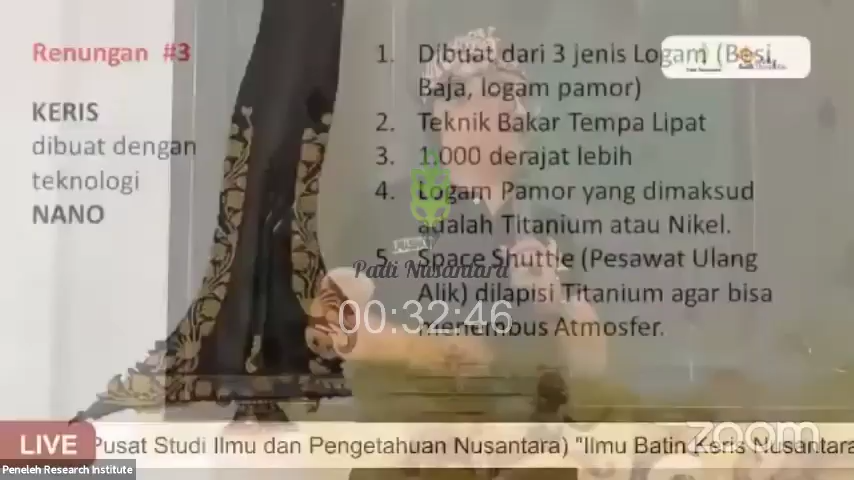 Renungan #3
KERIS
dibuat dengan
teknologi
NANO
1. Dibuat dari 3 jenis Logam (Besi,
Baja, logam pamor)
2. Teknik Bakar Tempa Lipat
3. 1.000 derajat lebih
4. Logam Pamor yang dimaksud
adalah Titanium atau Nikel.
5. Space Shuttle (Pesawat Ulang
Alik) dilapisi Titanium agar bisa
menembus Atmosfer.
Padi Nusantara
00:32:46
LIVE
Pusat Studi Ilmu dan Pengetahuan Nusantara) "Ilmu Batin Keris Nusantara
zoom
Peneleh Research Institute